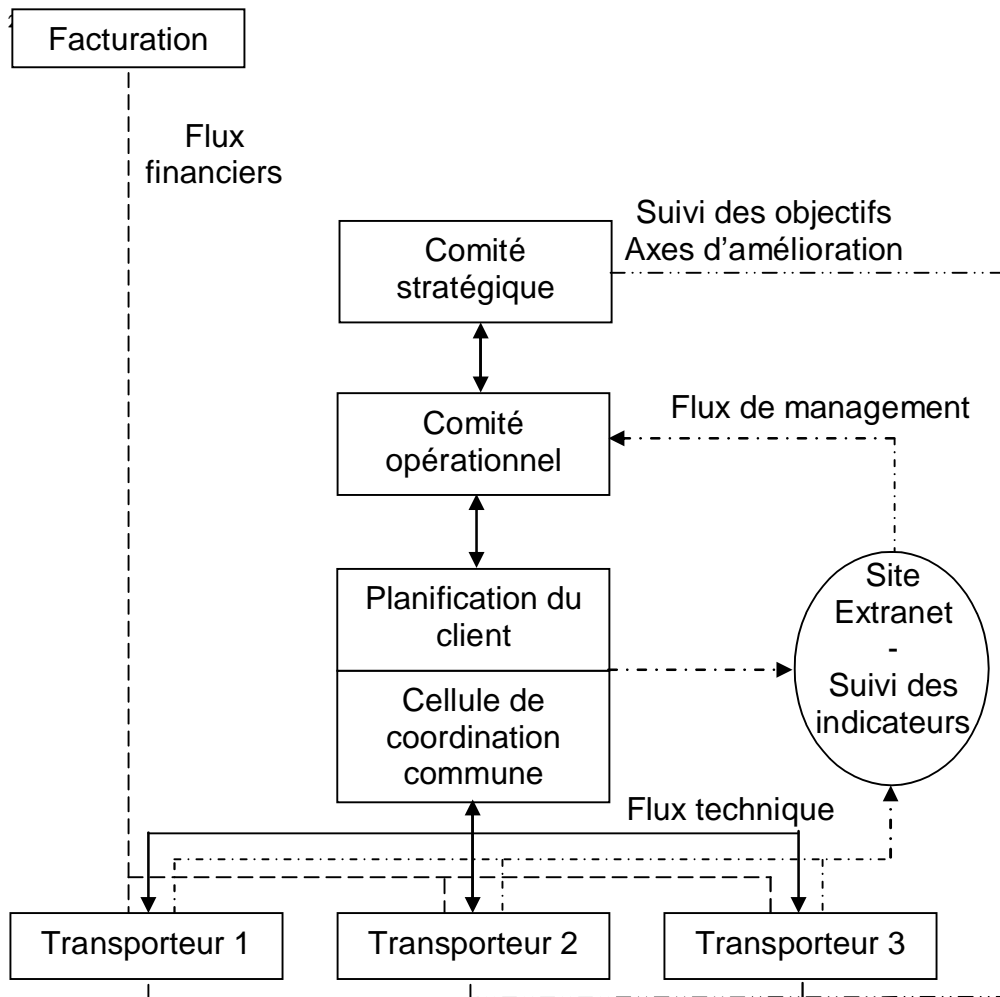 Facturation
Flux
financiers
Suivi des objectifs
Axes d'amélioration
Comité
stratégique
Flux de management
Comité
opérationnel
Site
Extranet
-
Suivi des
indicateurs
Planification du
client
Cellule de
coordination
commune
Flux technique
Transporteur 1
Transporteur 2
Transporteur 3